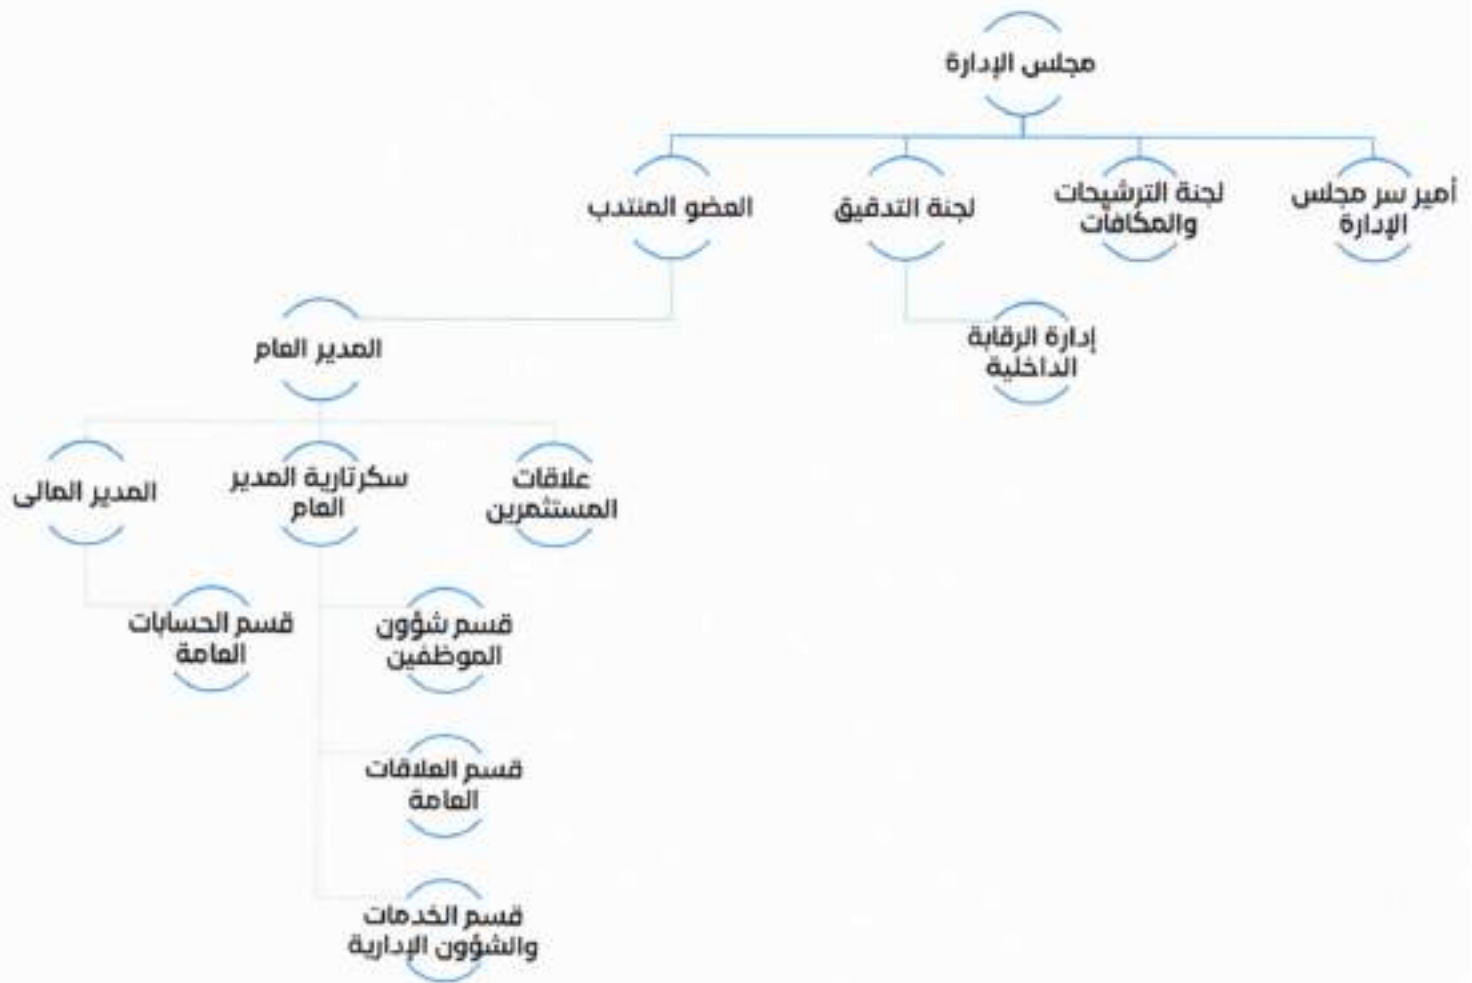 مجلس الإدارة
أمير سر مجلس
الإدارة
لجنة الترشيحات
والمكافآت
لجنة التدقيق
العضو المنتدب
إدارة الرقابة
الداخلية
المدير العام
علاقات
المستثمرين
سكرتارية المدير
العام
المدير المالى
قسم شؤون
الموظفين
قسم الحسابات
العامة
قسم العلاقات
العامة
قسم الخدمات
والشؤون الإدارية